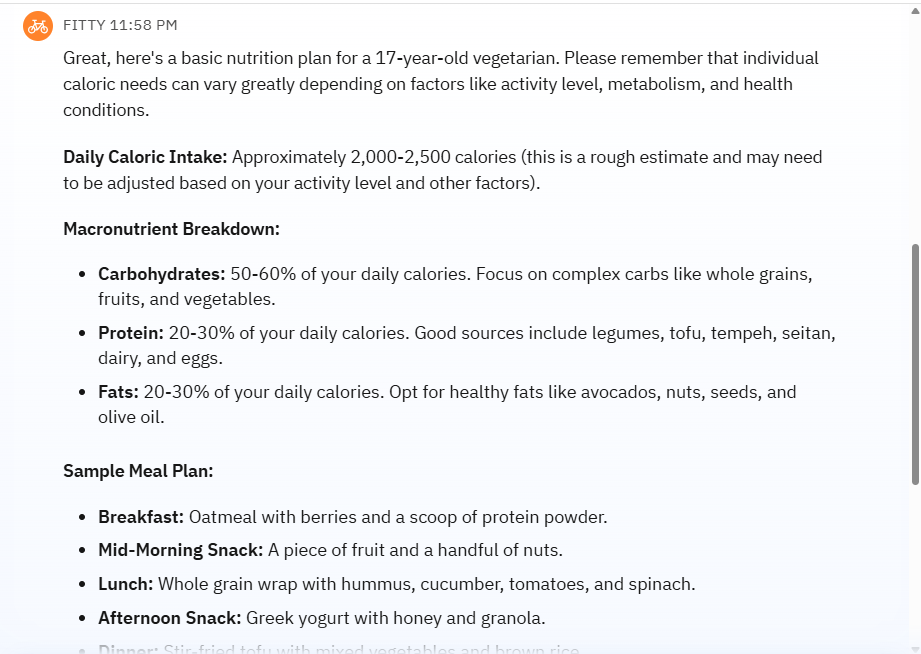 FITTY 11:58 PM
Great, here's a basic nutrition plan for a 17-year-old vegetarian. Please remember that individual
caloric needs can vary greatly depending on factors like activity level, metabolism, and health
conditions.
Daily Caloric Intake: Approximately 2,000-2,500 calories (this is a rough estimate and may need
to be adjusted based on your activity level and other factors).
Macronutrient Breakdown:
• Carbohydrates: 50-60% of your daily calories. Focus on complex carbs like whole grains,
fruits, and vegetables.
• Protein: 20-30% of your daily calories. Good sources include legumes, tofu, tempeh, seitan,
dairy, and eggs.
• Fats: 20-30% of your daily calories. Opt for healthy fats like avocados, nuts, seeds, and
olive oil.
Sample Meal Plan:
• Breakfast: Oatmeal with berries and a scoop of protein powder.
• Mid-Morning Snack: A piece of fruit and a handful of nuts.
• Lunch: Whole grain wrap with hummus, cucumber, tomatoes, and spinach.
• Afternoon Snack: Greek yogurt with honey and granola.
• Dinner: Stir-fried tofu with mixed vegetables and brown rice.